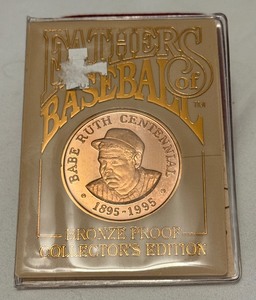 FATHERS
of
BASEBALL
BABE RUTH CENTENNIAL
• 1895-1995 •
BRONZE PROOF
COLLECTOR'S EDITION